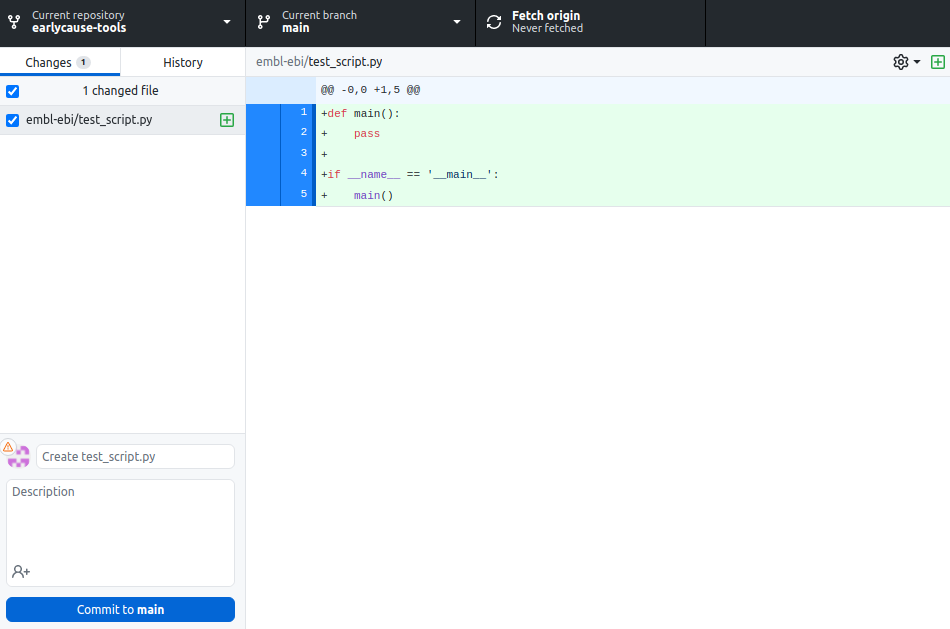 Current repository
earlycause-tools
Current branch
main
Fetch origin
Never fetched
Changes 1
History
embl-ebi/test_script.py
1 changed file
@@ -0,0 +1,5 @@
embl-ebi/test_script.py
1 +def main():
2 +    pass
3 +
4 +if __name__ == '__main__':
5 +    main()
Create test_script.py
Description
Commit to main